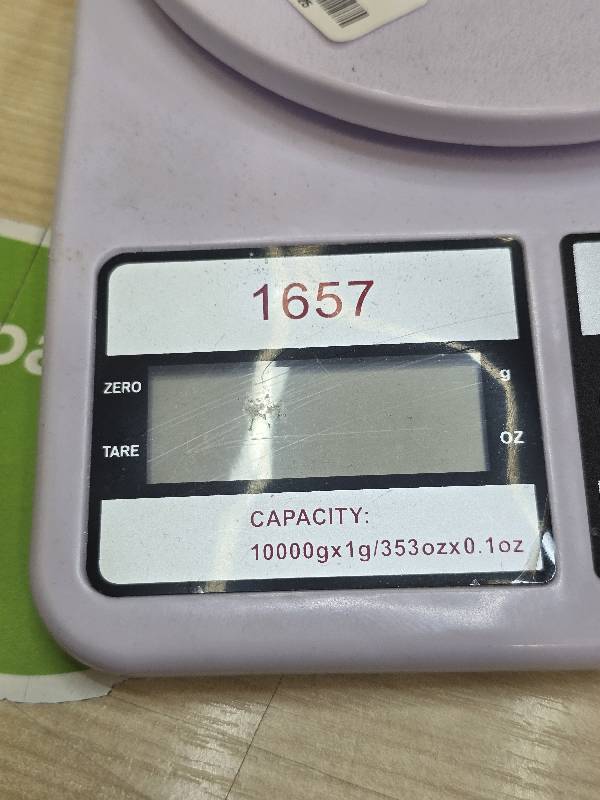 1657
ZERO
g
TARE
OZ
CAPACITY:
10000gx1g/353ozx0.1oz